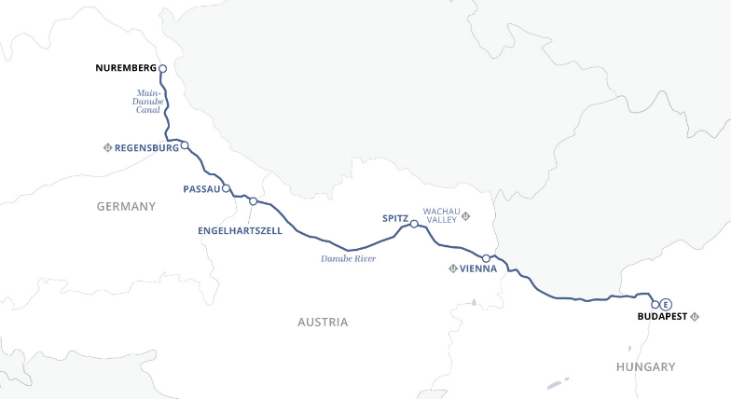 NUREMBERG
Main-
Danube
Canal
REGENSBURG
PASSAU
GERMANY
ENGELHARTSZELL
SPITZ
WACHAU
VALLEY
Danube River
VIENNA
AUSTRIA
E
BUDAPEST
HUNGARY